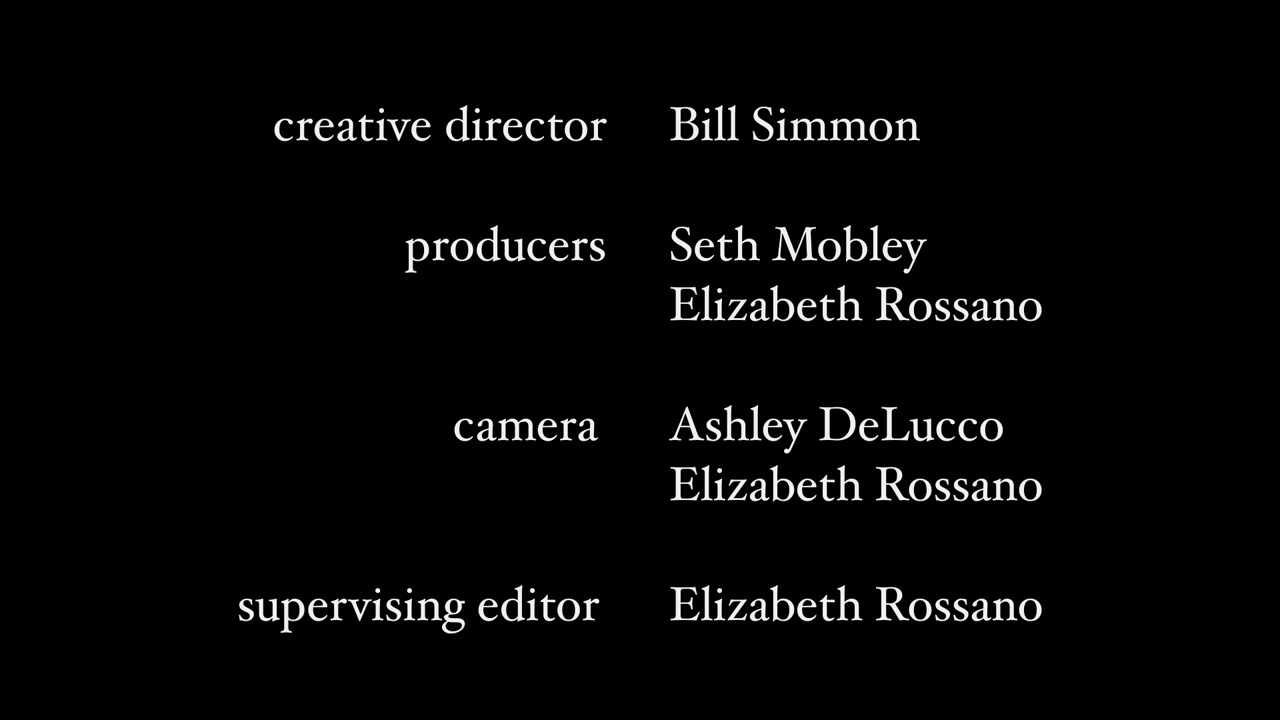 creative director Bill Simmon
producers Seth Mobley
Elizabeth Rossano
camera Ashley DeLucco
Elizabeth Rossano
supervising editor Elizabeth Rossano